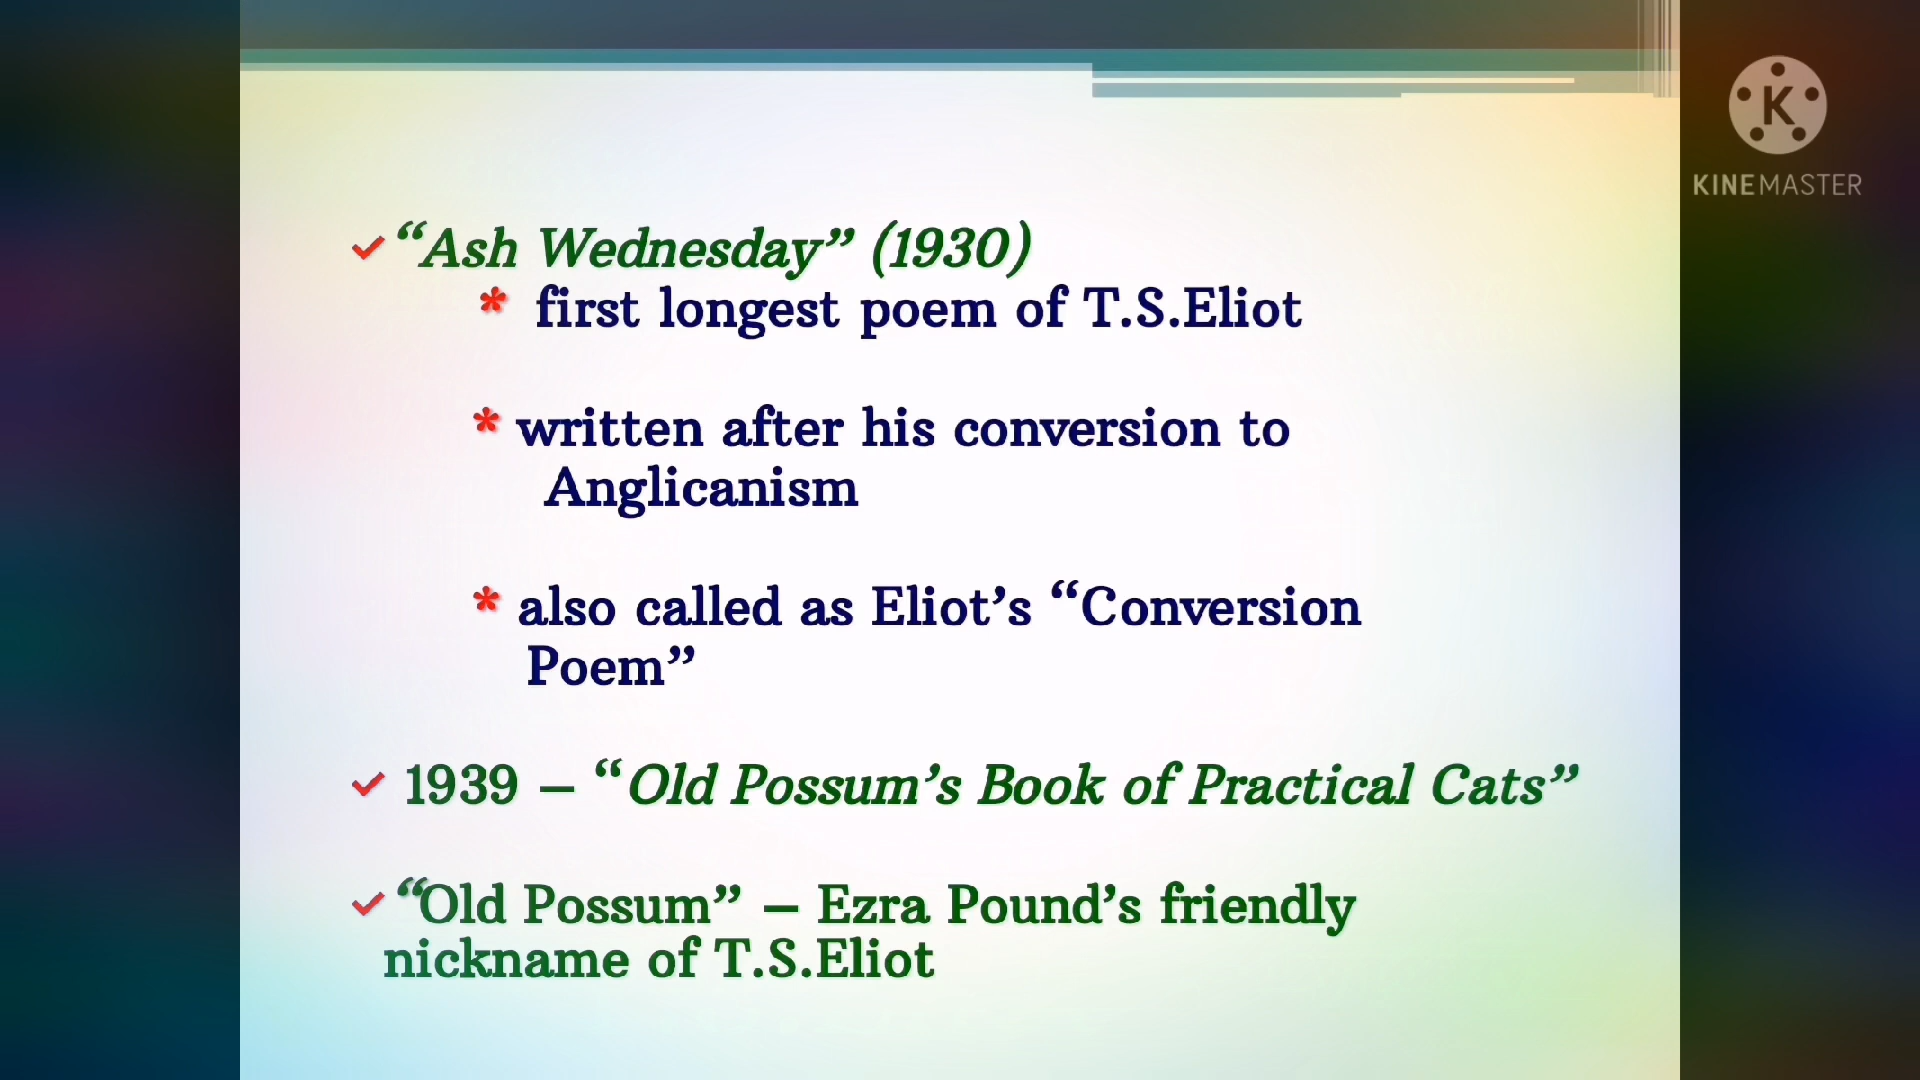 “Ash Wednesday” (1930)
* first longest poem of T.S.Eliot
* written after his conversion to
Anglicanism
* also called as Eliot’s “Conversion
Poem”
1939 – “Old Possum’s Book of Practical Cats”
“Old Possum” – Ezra Pound’s friendly
nickname of T.S.Eliot
K
KINEMASTER